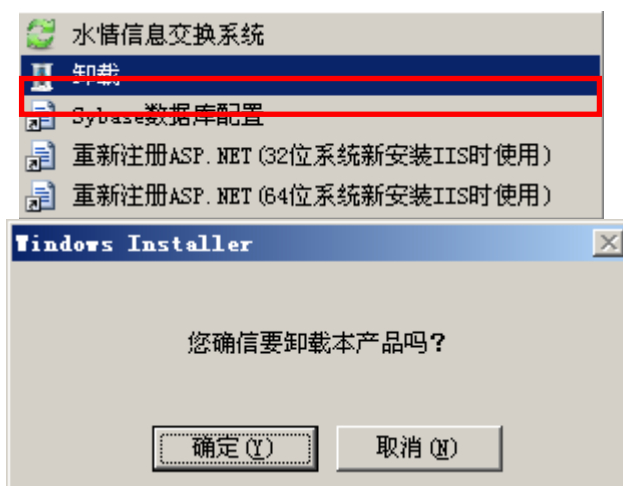 水情信息交换系统
卸载
Sybase数据库配置
重新注册ASP.NET(32位系统新安装IIS时使用)
重新注册ASP.NET(64位系统新安装IIS时使用)
Windows Installer
您确信要卸载本产品吗?
确定(Y) 取消(N)